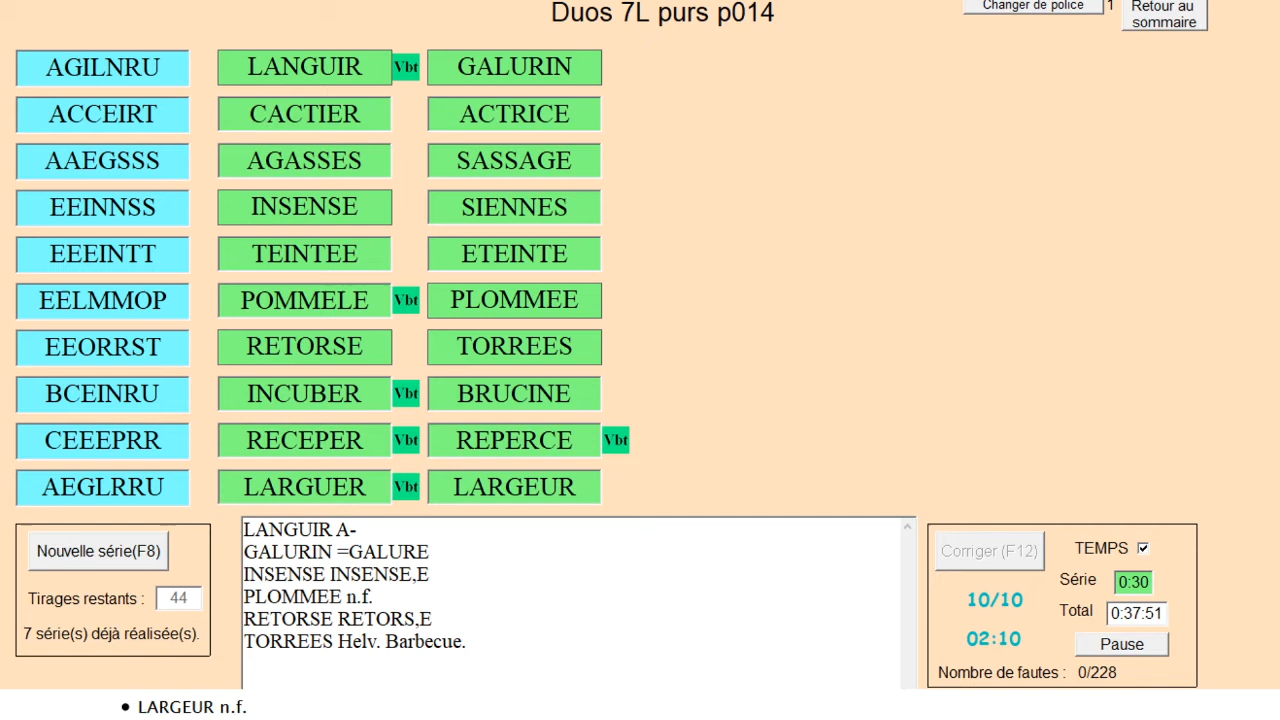 Duos 7L purs p014
Changer de police 1
Retour au
sommaire
AGILNRU LANGUIR Vbt GALURIN
ACCEIRT CACTIER ACTRICE
AAEGSSS AGASSES SASSAGE
EEINNSS INSENSE SIENNES
EEEINTT TEINTEE ETEINTE
EELMMOP POMMELE Vbt PLOMMEE
EEORRST RETORSE TORREES
BCEINRU INCUBER Vbt BRUCINE
CEEEPRR RECEPER Vbt REPERCE Vbt
AEGLRRU LARGUER Vbt LARGEUR
Nouvelle série(F8)
Tirages restants : 44
7 série(s) déjà réalisée(s).
LANGUIR A-
GALURIN =GALURE
INSENSE INSENSE,E
PLOMMEE n.f.
RETORSE RETORS,E
TORREES Helv. Barbecue.
Corriger (F12)
TEMPS
Série 0:30
10/10
Total 0:37:51
02:10
Pause
Nombre de fautes : 0/228
• LARGEUR n.f.